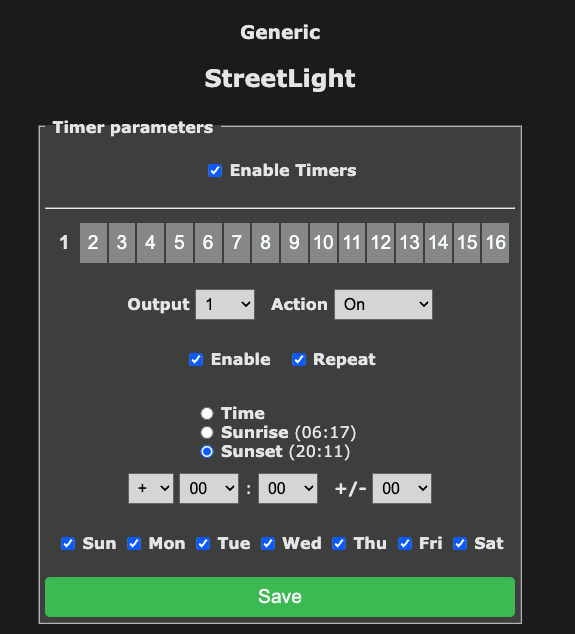 Generic
StreetLight
Timer parameters
Enable Timers
1 2 3 4 5 6 7 8 9 10 11 12 13 14 15 16
Output 1 Action On
Enable Repeat
Time
Sunrise (06:17)
Sunset (20:11)
+ 00 : 00 +/- 00
Sun Mon Tue Wed Thu Fri Sat
Save